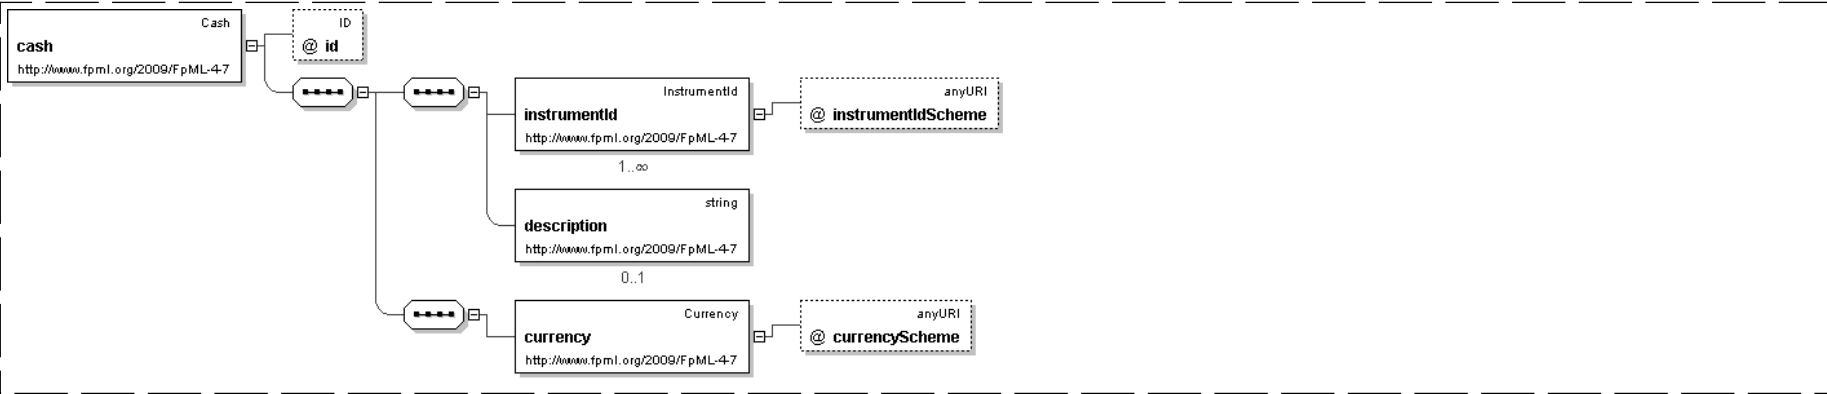 Cash
cash
http://www.fpml.org/2009/FpML-4-7
ID
@ id
InstrumentId
instrumentId
http://www.fpml.org/2009/FpML-4-7
1..∞
anyURI
@ instrumentIdScheme
string
description
http://www.fpml.org/2009/FpML-4-7
0..1
Currency
currency
http://www.fpml.org/2009/FpML-4-7
anyURI
@ currencyScheme